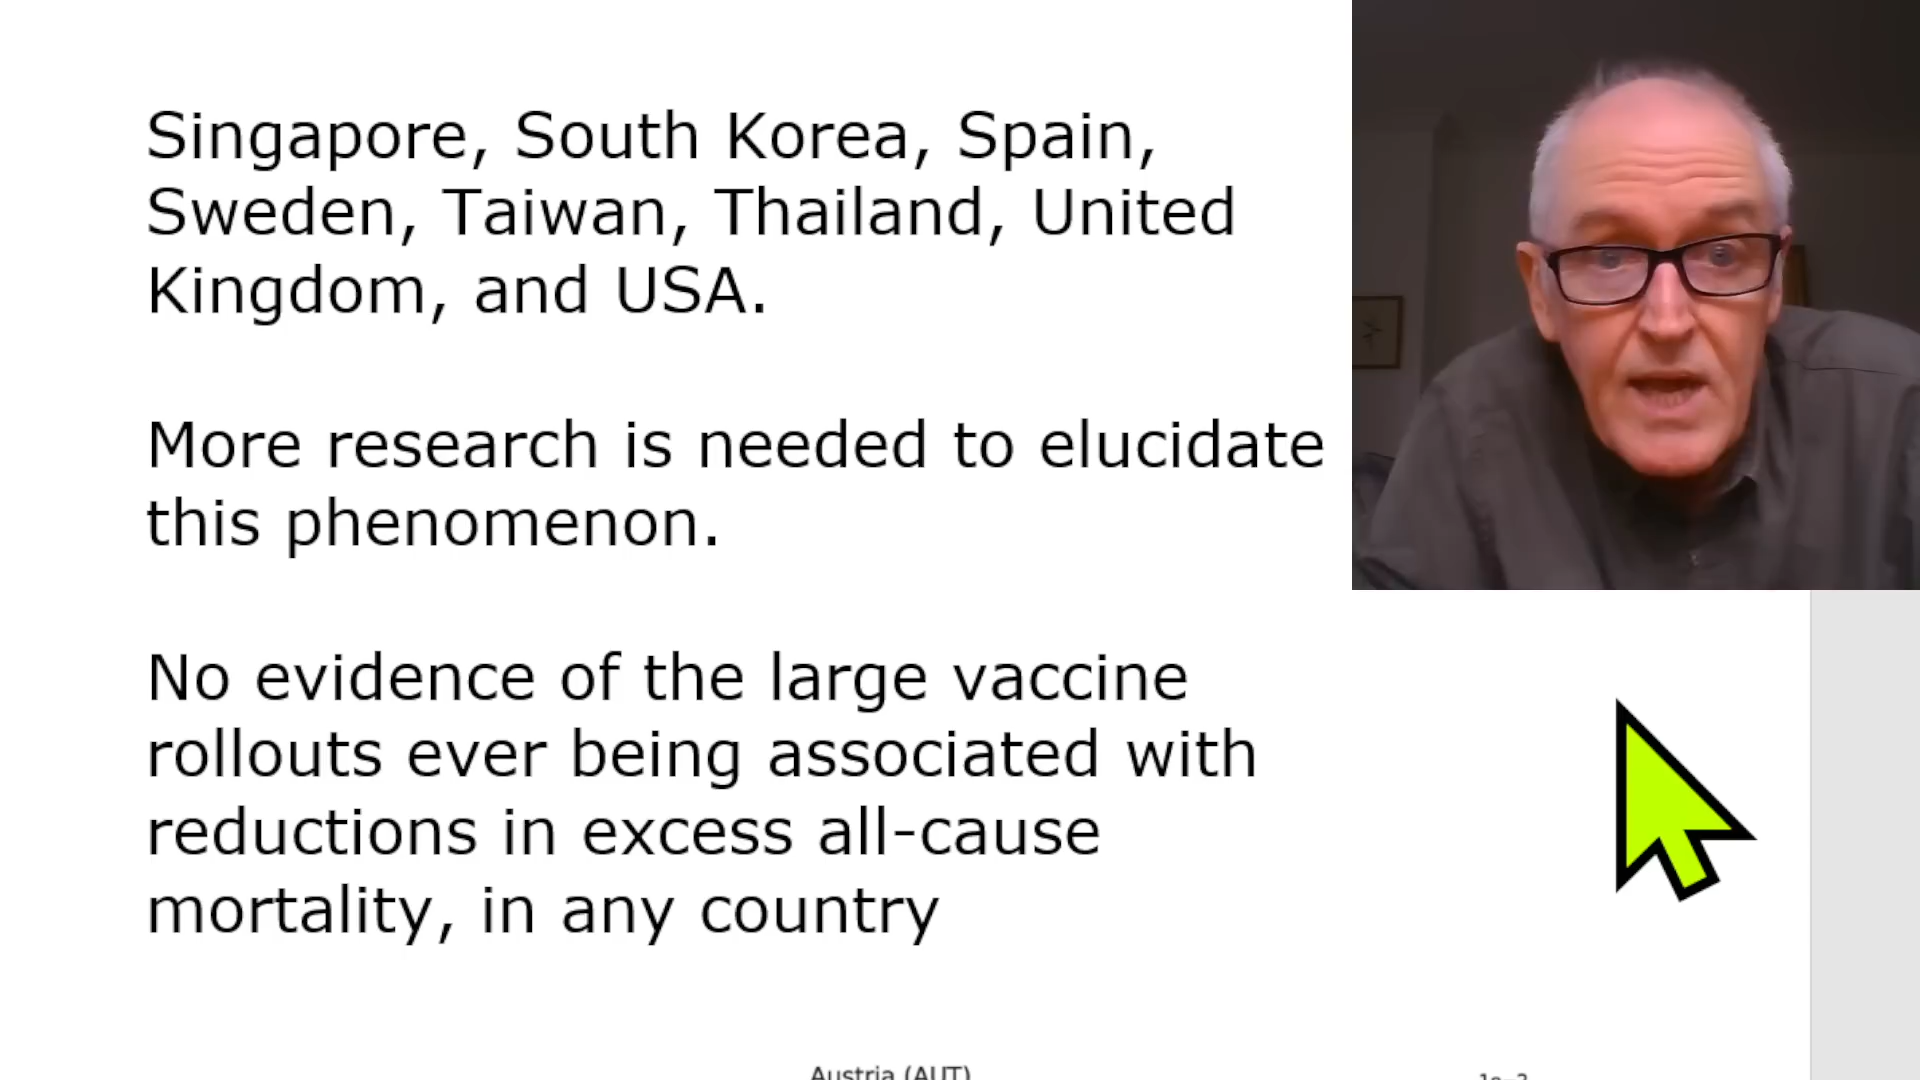 Singapore, South Korea, Spain,
Sweden, Taiwan, Thailand, United
Kingdom, and USA.
More research is needed to elucidate
this phenomenon.
No evidence of the large vaccine
rollouts ever being associated with
reductions in excess all-cause
mortality, in any country
Austria (AUT)